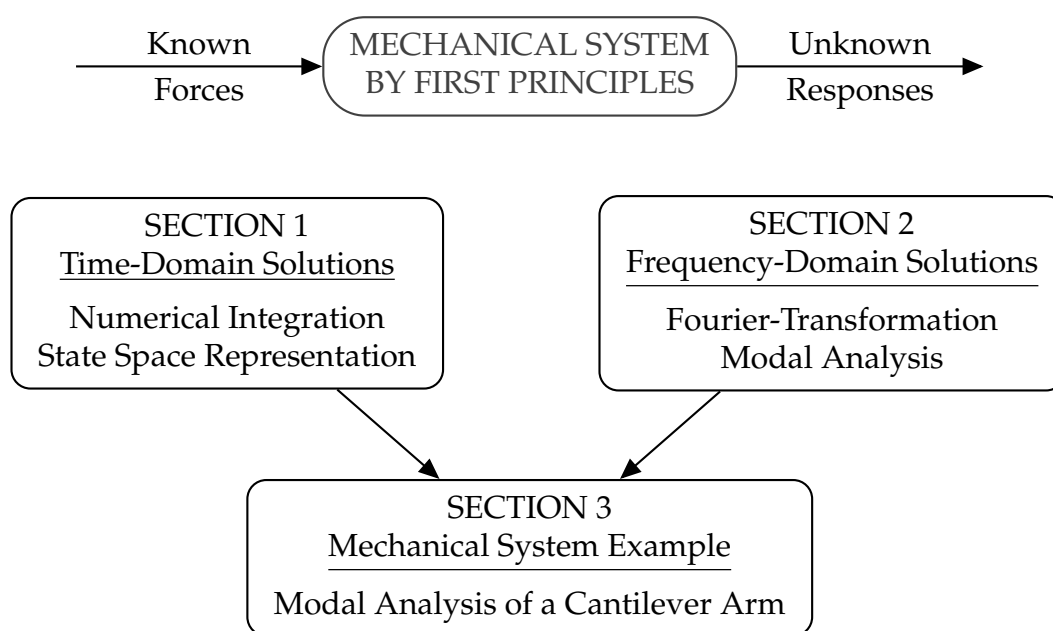 Known
Forces
MECHANICAL SYSTEM
BY FIRST PRINCIPLES
Unknown
Responses
SECTION 1
Time-Domain Solutions
Numerical Integration
State Space Representation
SECTION 2
Frequency-Domain Solutions
Fourier-Transformation
Modal Analysis
SECTION 3
Mechanical System Example
Modal Analysis of a Cantilever Arm